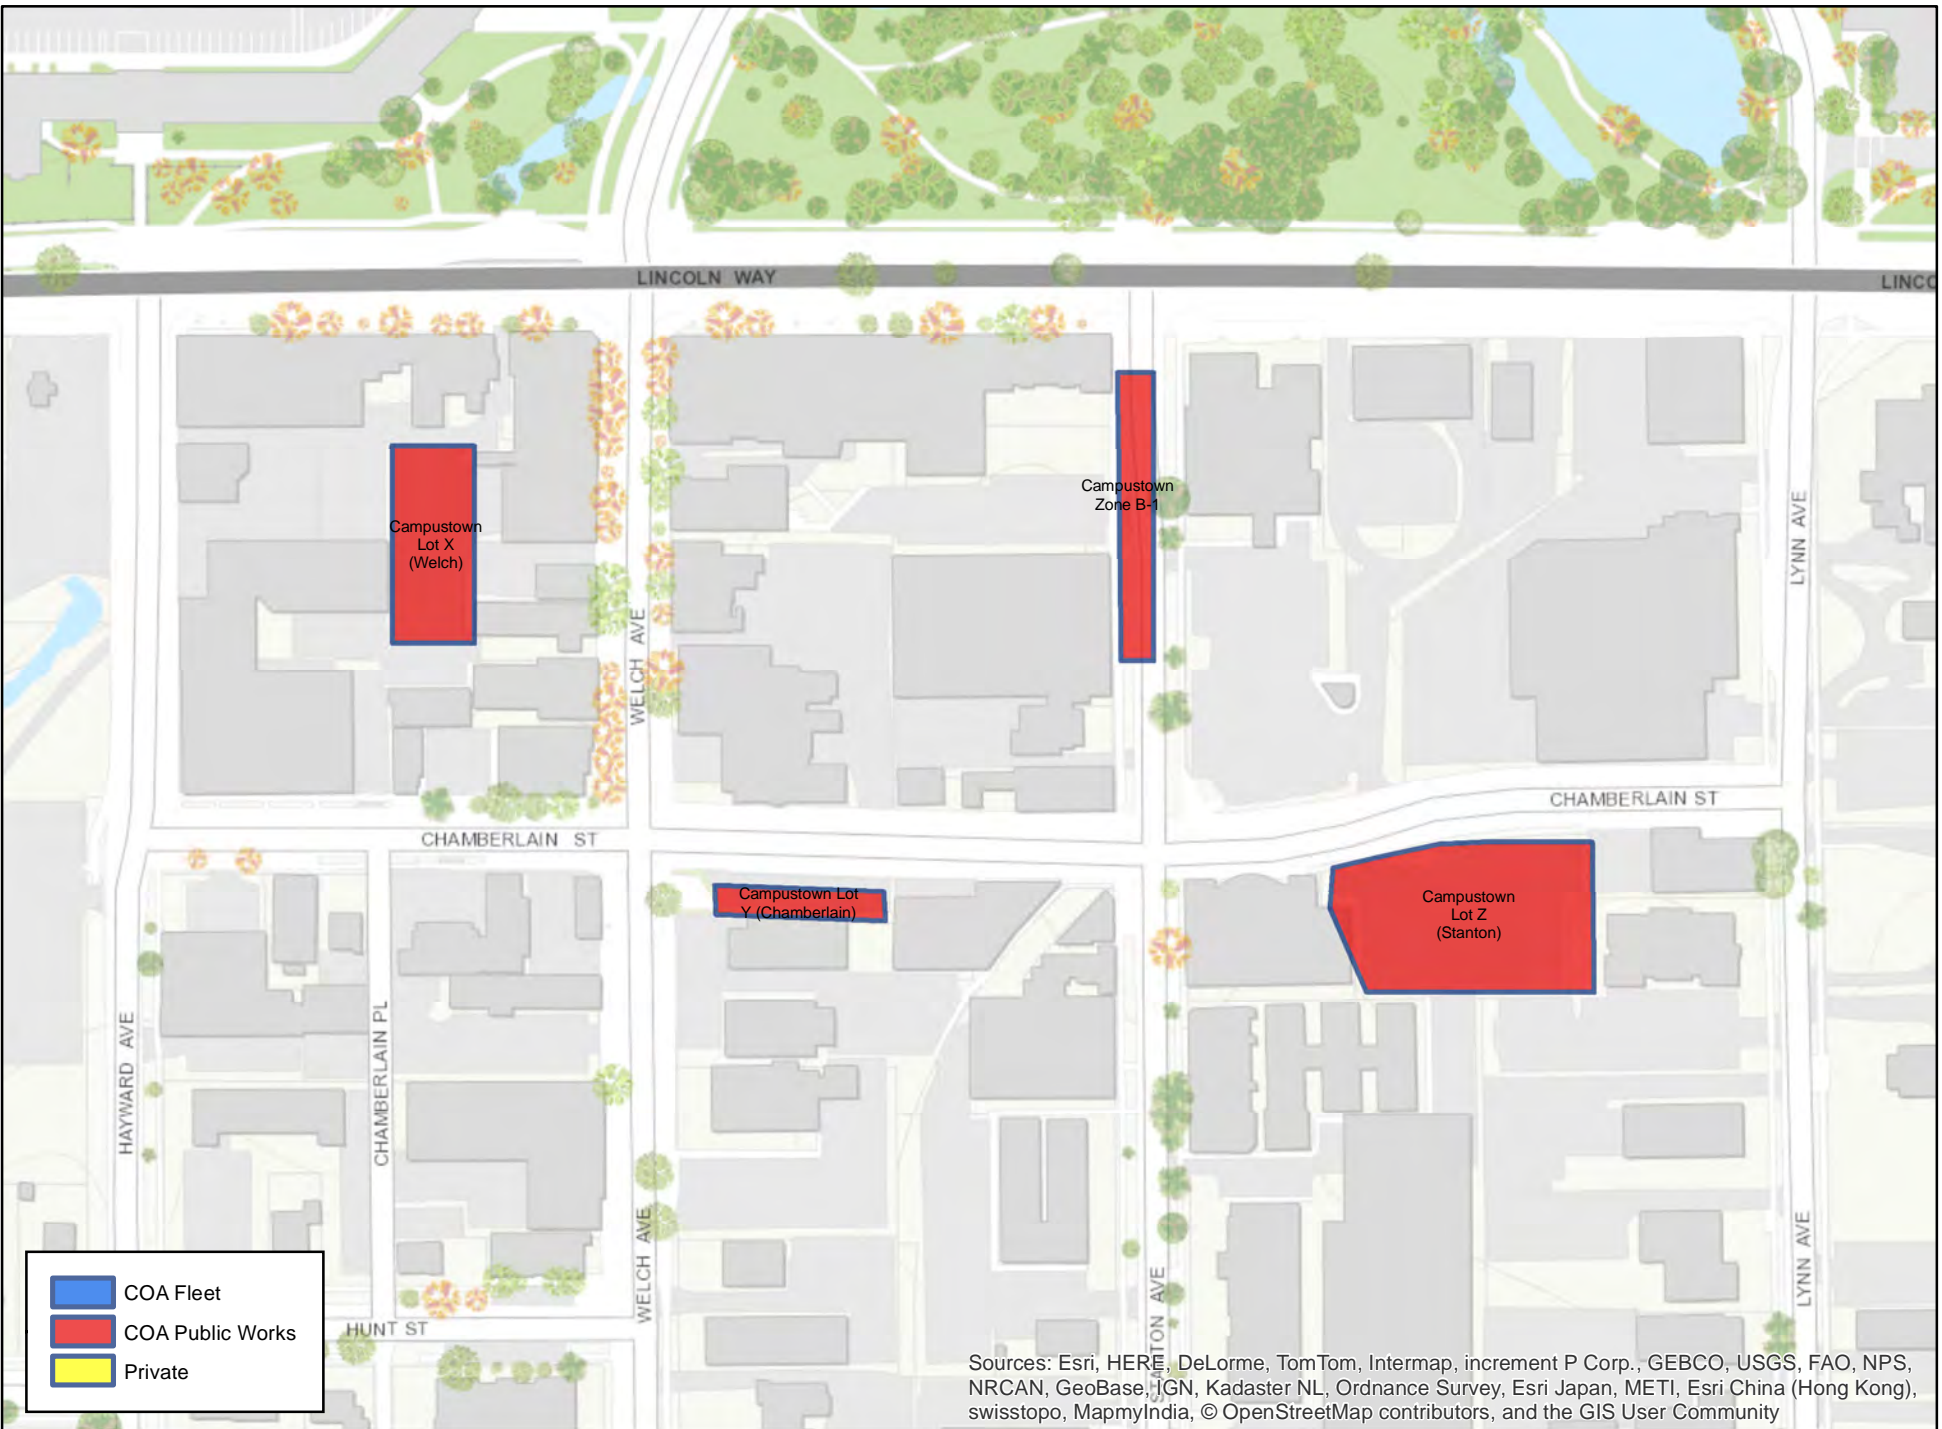 LINCOLN WAY
LINCO
Campustown
Zone B-1
Campustown
Lot X
(Welch)
LYNN AVE
WELCH AVE
CHAMBERLAIN ST
CHAMBERLAIN ST
Campustown Lot
Y (Chamberlain)
Campustown
Lot Z
(Stanton)
HAYWARD AVE
CHAMBERLAIN PL
WELCH AVE
STANTON AVE
LYNN AVE
HUNT ST
COA Fleet
COA Public Works
Private
Sources: Esri, HERE, DeLorme, TomTom, Intermap, increment P Corp., GEBCO, USGS, FAO, NPS,
NRCAN, GeoBase, IGN, Kadaster NL, Ordnance Survey, Esri Japan, METI, Esri China (Hong Kong),
swisstopo, MapmyIndia, © OpenStreetMap contributors, and the GIS User Community